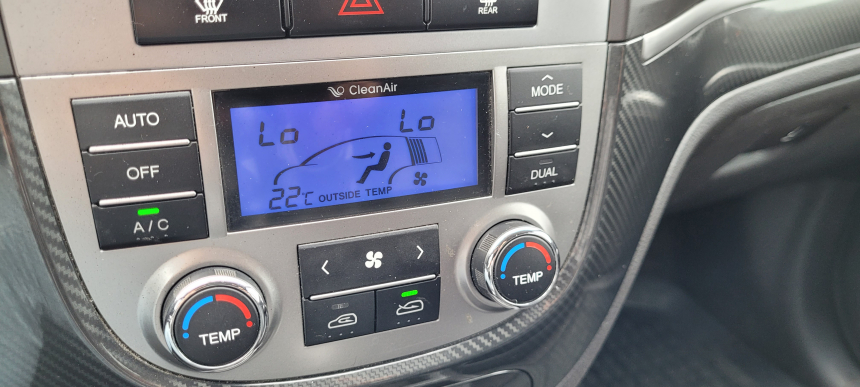 FRONT
REAR
CleanAir
AUTO
OFF
A/C
Lo Lo
22°C OUTSIDE TEMP
MODE
DUAL
TEMP
TEMP